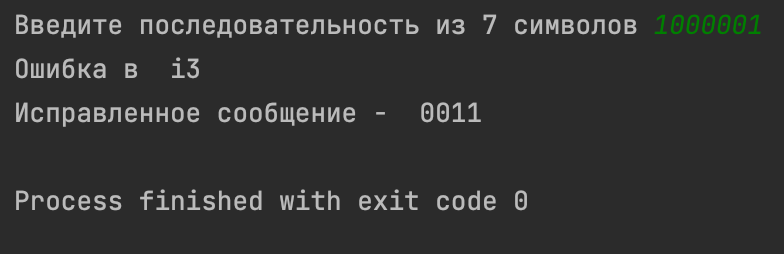 Введите последовательность из 7 символов 1000001
Ошибка в  i3
Исправленное сообщение -  0011
Process finished with exit code 0